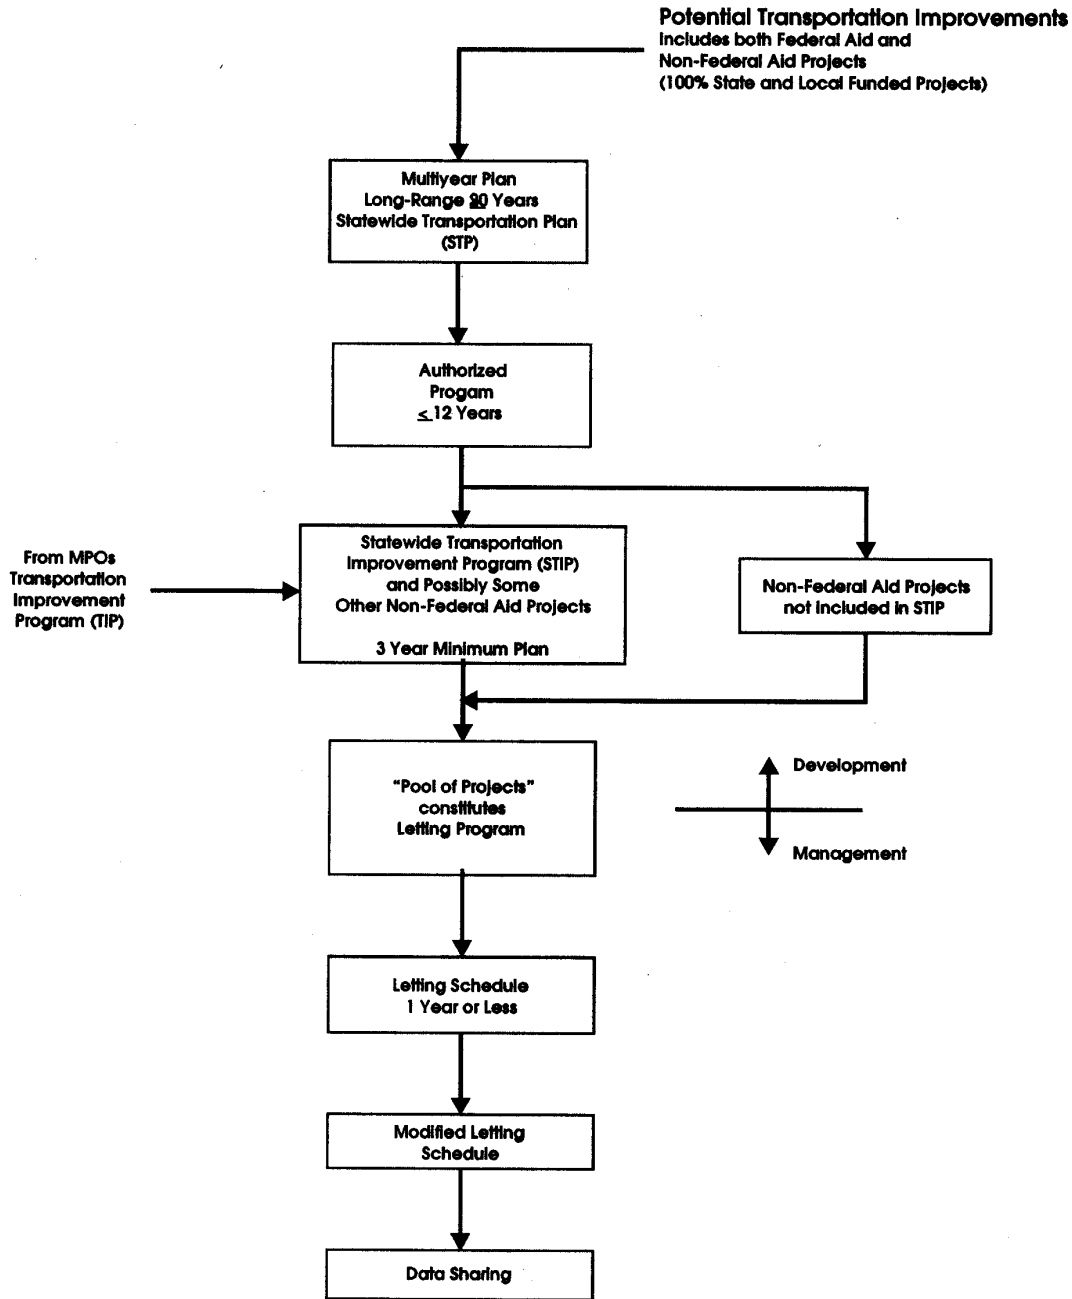 Potential Transportation Improvements
Includes both Federal Aid and
Non-Federal Aid Projects
(100% State and Local Funded Projects)
Multiyear Plan
Long-Range 20 Years
Statewide Transportation Plan
(STP)
Authorized
Progam
≤ 12 Years
From MPOs
Transportation
Improvement
Program (TIP)
Statewide Transportation
Improvement Program (STIP)
and Possibly Some
Other Non-Federal Aid Projects
3 Year Minimum Plan
Non-Federal Aid Projects
not included in STIP
"Pool of Projects"
constitutes
Letting Program
Development
Management
Letting Schedule
1 Year or Less
Modified Letting
Schedule
Data Sharing